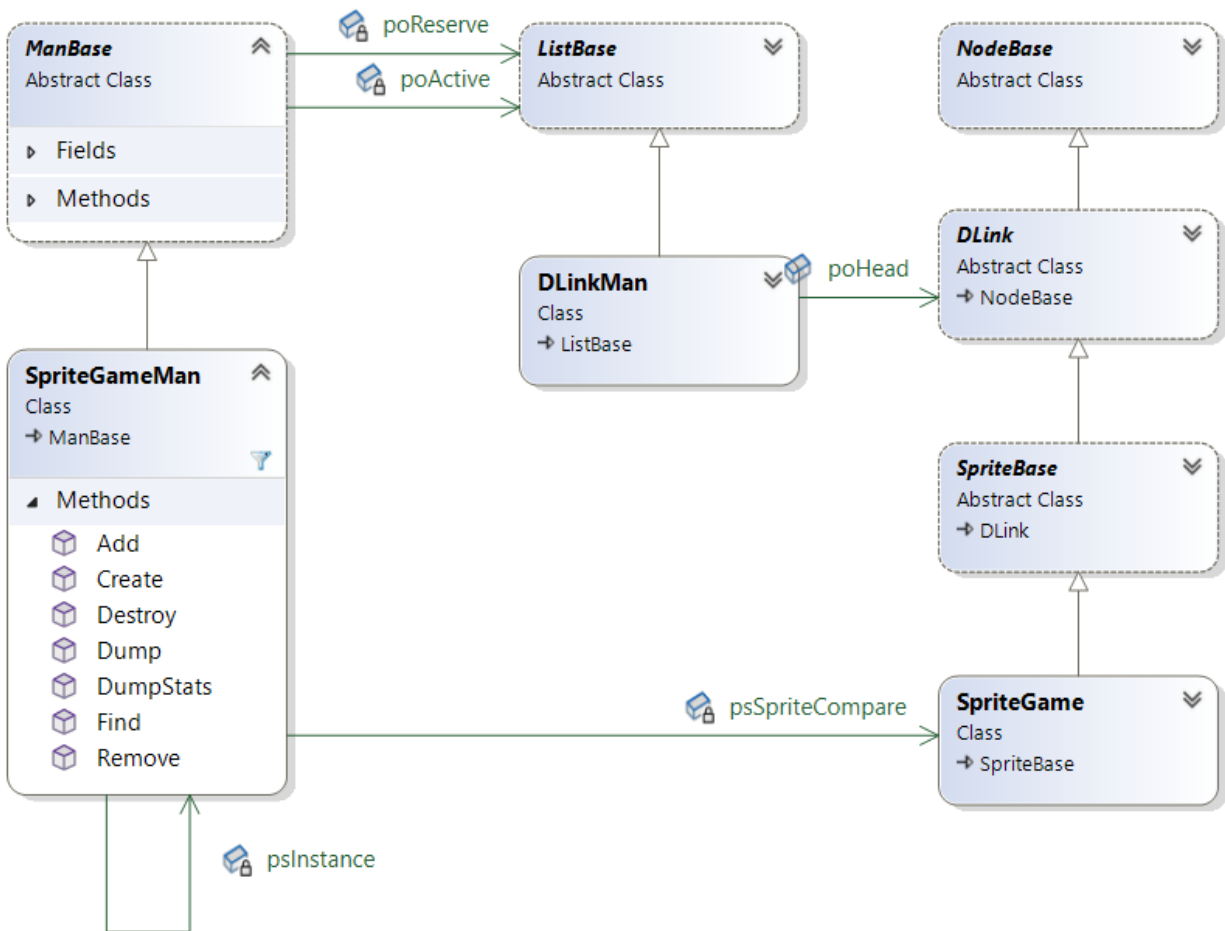 ManBase
Abstract Class
Fields
Methods
poReserve
poActive
ListBase
Abstract Class
NodeBase
Abstract Class
DLinkMan
Class
ListBase
poHead
DLink
Abstract Class
NodeBase
SpriteGameMan
Class
ManBase
Methods
Add
Create
Destroy
Dump
DumpStats
Find
Remove
SpriteBase
Abstract Class
DLink
psSpriteCompare
SpriteGame
Class
SpriteBase
psInstance